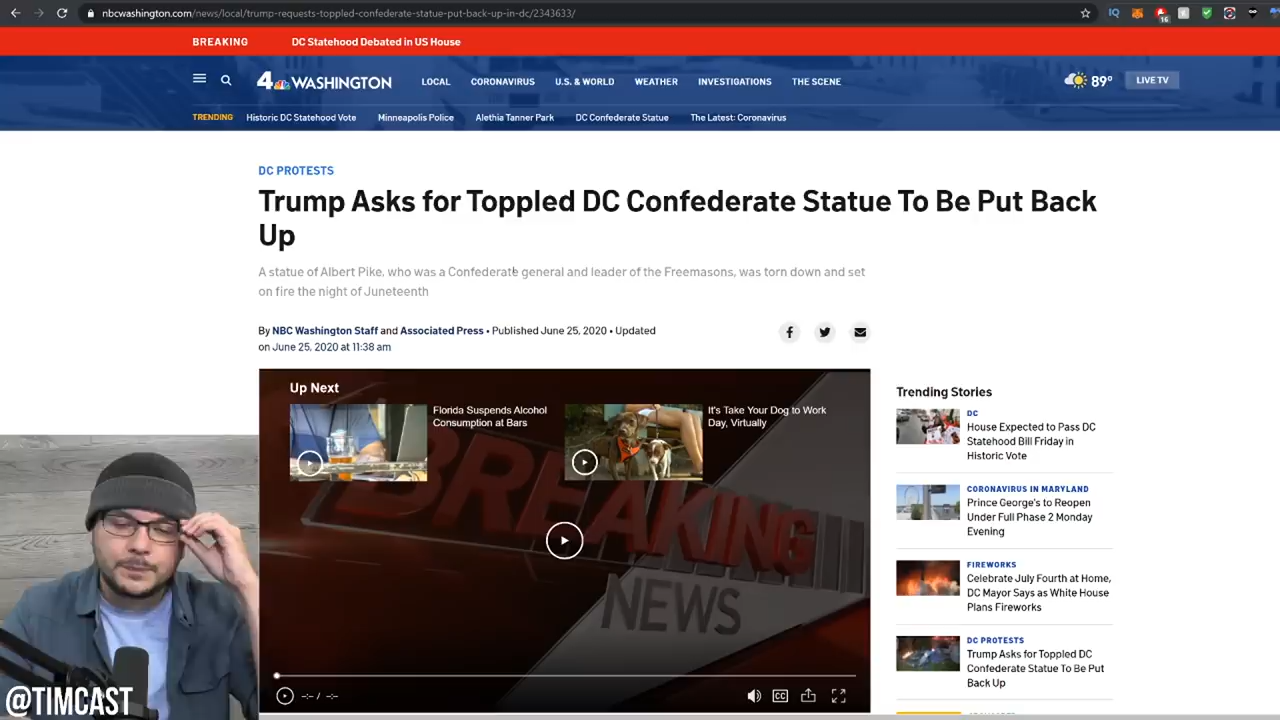 nbcwashington.com/news/local/trump-requests-toppled-confederate-statue-put-back-up-in-dc/2343633/
16
BREAKING DC Statehood Debated in US House
4 WASHINGTON LOCAL CORONAVIRUS U.S. & WORLD WEATHER INVESTIGATIONS THE SCENE 89° LIVE TV
TRENDING Historic DC Statehood Vote Minneapolis Police Alethia Tanner Park DC Confederate Statue The Latest: Coronavirus
DC PROTESTS
Trump Asks for Toppled DC Confederate Statue To Be Put Back
Up
A statue of Albert Pike, who was a Confederate general and leader of the Freemasons, was torn down and set
on fire the night of Juneteenth
By NBC Washington Staff and Associated Press • Published June 25, 2020 • Updated
on June 25, 2020 at 11:38 am
Up Next
Florida Suspends Alcohol
Consumption at Bars
It's Take Your Dog to Work
Day, Virtually
BREAKING
NEWS
--:-- / --:--
CC
Trending Stories
DC
House Expected to Pass DC
Statehood Bill Friday in
Historic Vote
CORONAVIRUS IN MARYLAND
Prince George's to Reopen
Under Full Phase 2 Monday
Evening
FIREWORKS
Celebrate July Fourth at Home,
DC Mayor Says as White House
Plans Fireworks
DC PROTESTS
Trump Asks for Toppled DC
Confederate Statue To Be Put
Back Up
@TIMCAST